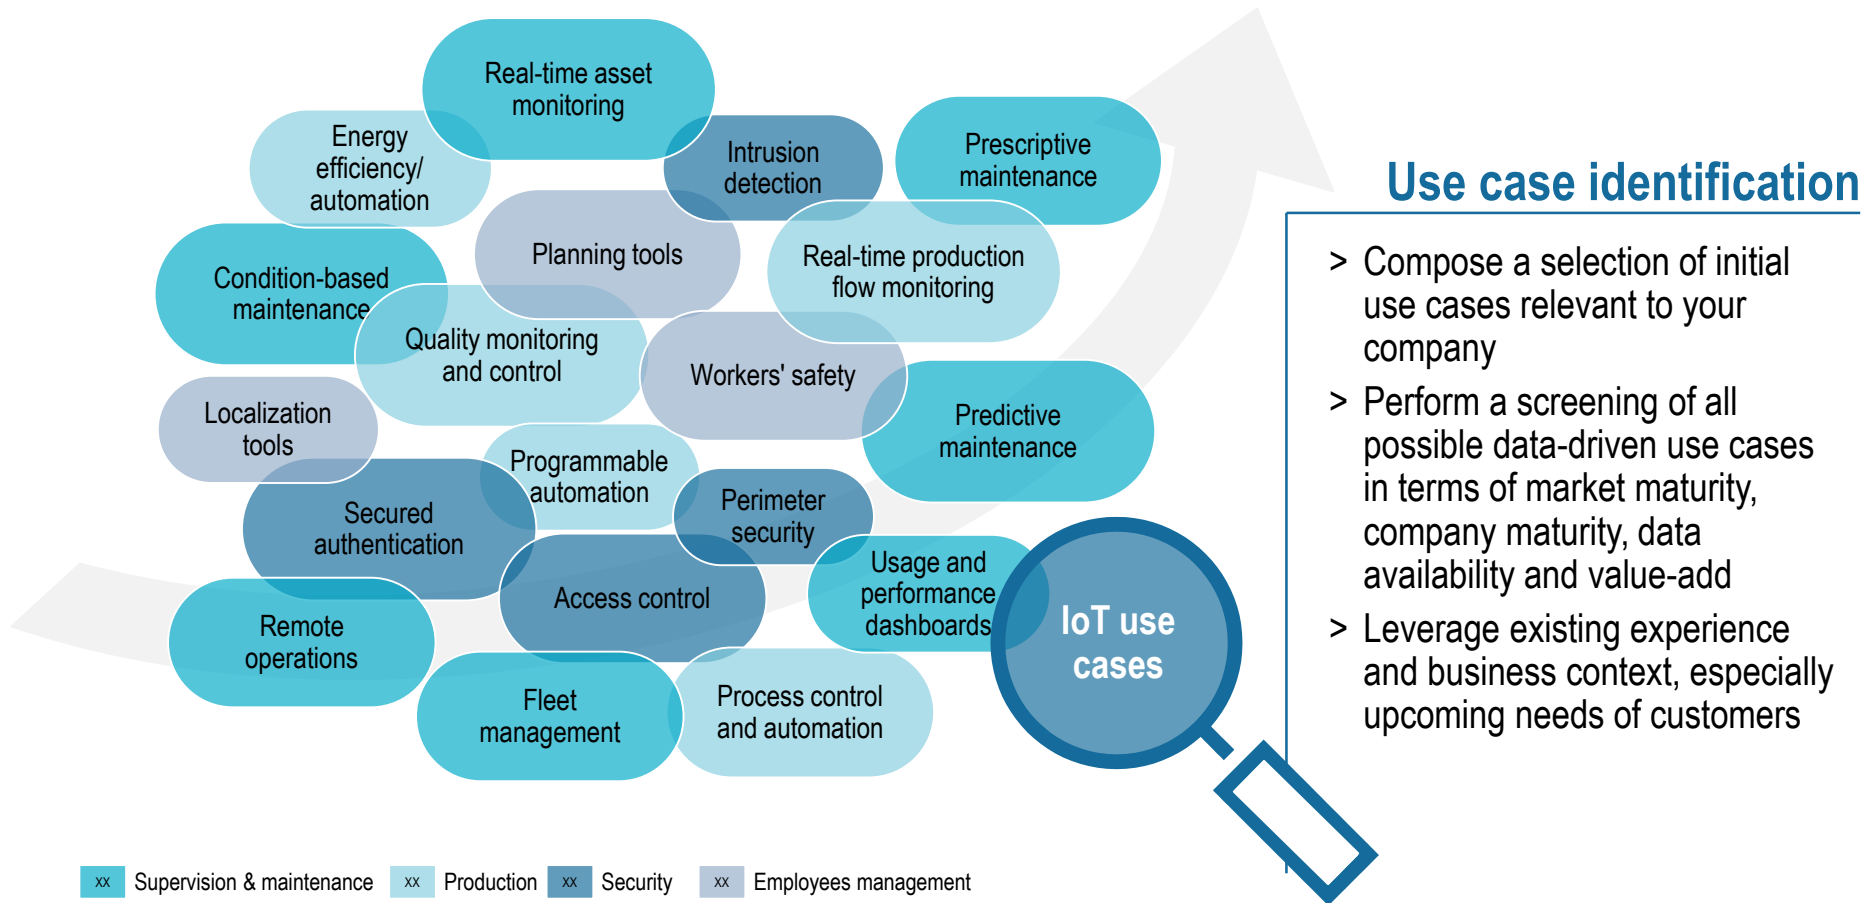 Real-time asset
monitoring
Energy
efficiency/
automation
Intrusion
detection
Prescriptive
maintenance
Planning tools
Real-time production
flow monitoring
Condition-based
maintenance
Quality monitoring
and control
Workers' safety
Localization
tools
Predictive
maintenance
Programmable
automation
Perimeter
security
Secured
authentication
Access control
Usage and
performance
dashboards
Remote
operations
Fleet
management
Process control
and automation
IoT use
cases
Use case identification
> Compose a selection of initial
use cases relevant to your
company
> Perform a screening of all
possible data-driven use cases
in terms of market maturity,
company maturity, data
availability and value-add
> Leverage existing experience
and business context, especially
upcoming needs of customers
xx Supervision & maintenance
xx Production
xx Security
xx Employees management